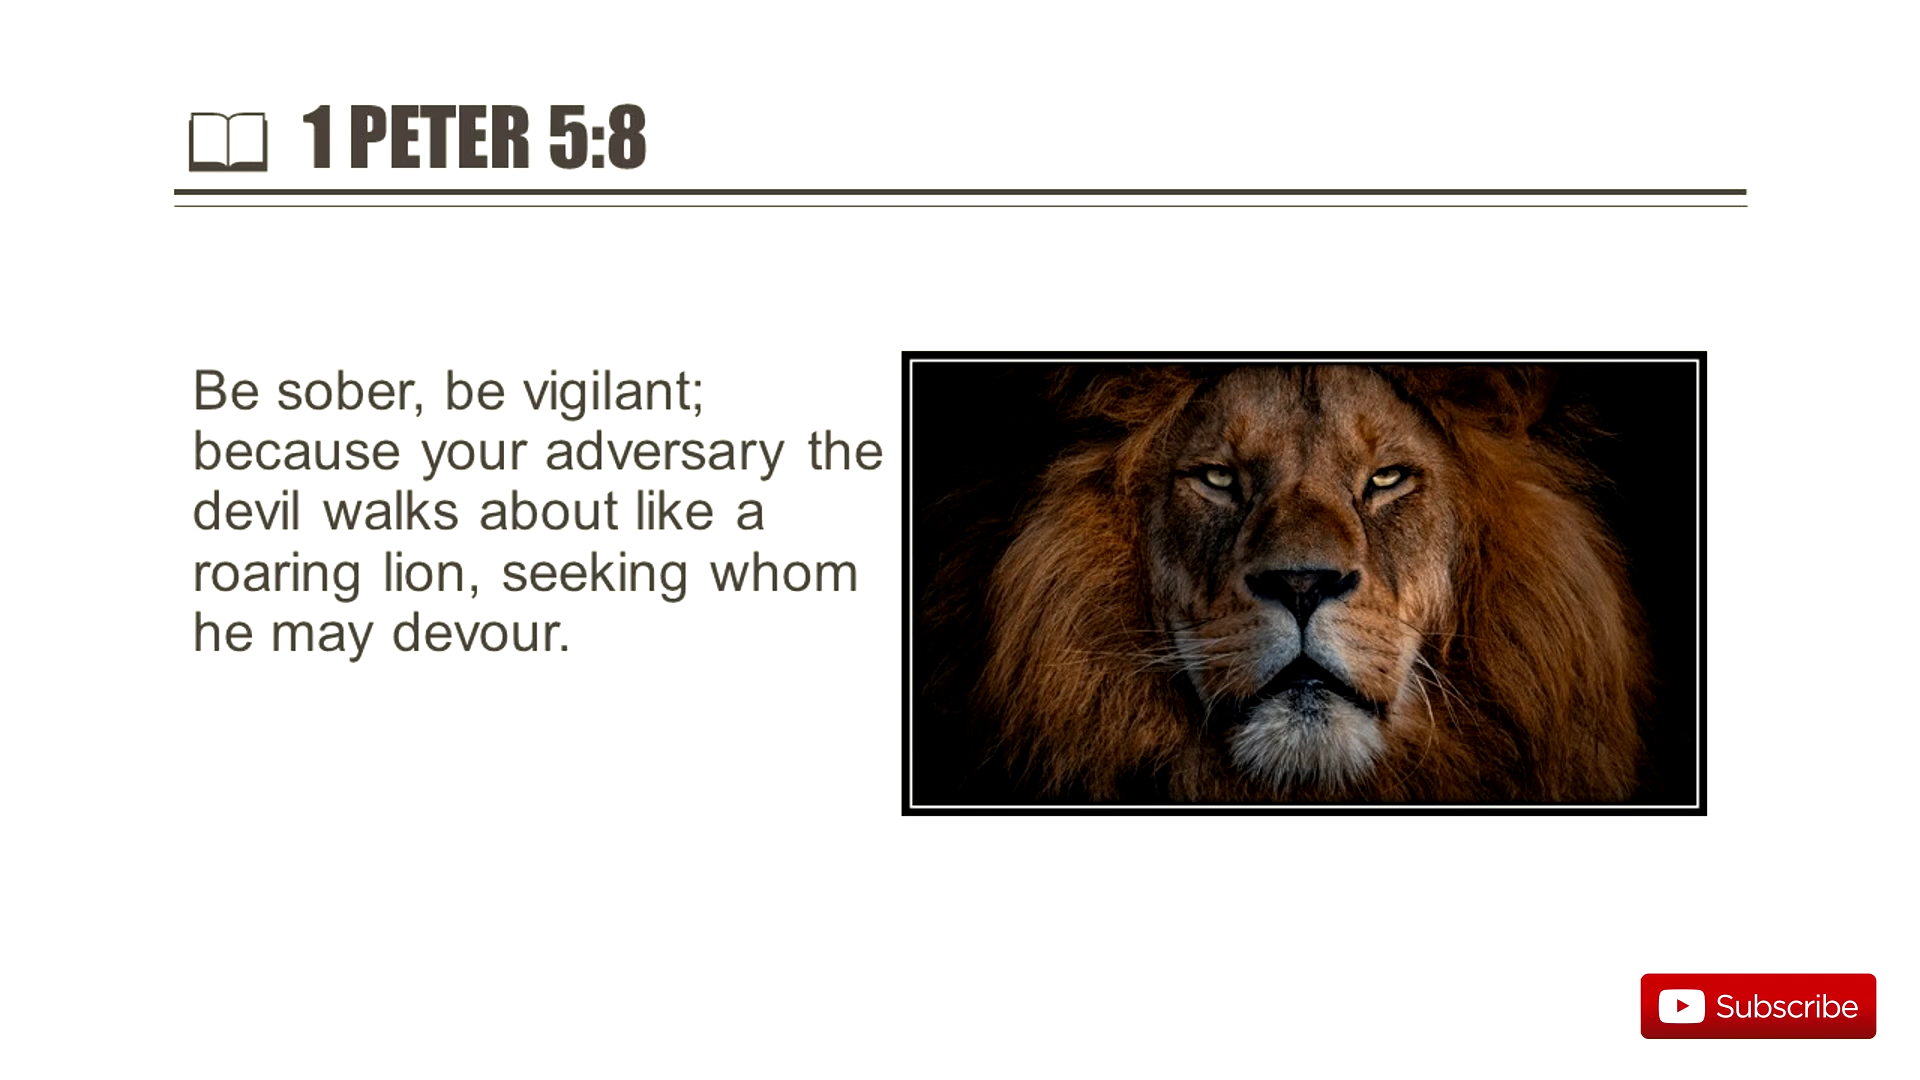 1 PETER 5:8
Be sober, be vigilant;
because your adversary the
devil walks about like a
roaring lion, seeking whom
he may devour.
Subscribe